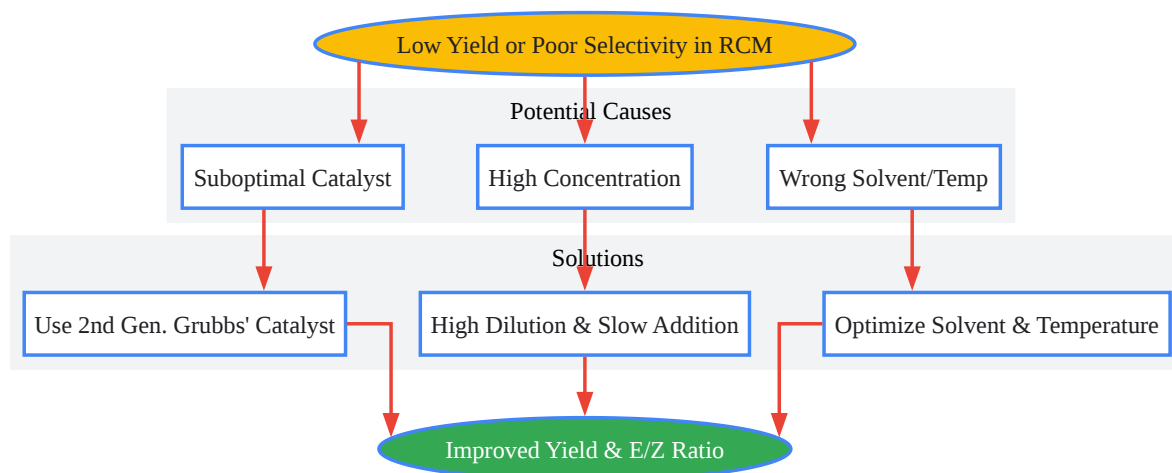 Low Yield or Poor Selectivity in RCM
Potential Causes
Suboptimal Catalyst
High Concentration
Wrong Solvent/Temp
Solutions
Use 2nd Gen. Grubbs' Catalyst
High Dilution & Slow Addition
Optimize Solvent & Temperature
Improved Yield & E/Z Ratio